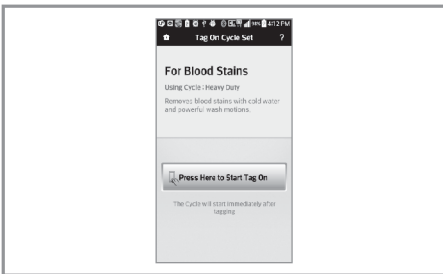 4:12 PM
Tag On Cycle Set ?
For Blood Stains
Using Cycle : Heavy Duty
Removes blood stains with cold water
and powerful wash motions.
Press Here to Start Tag On
The Cycle will start immediately after
tagging